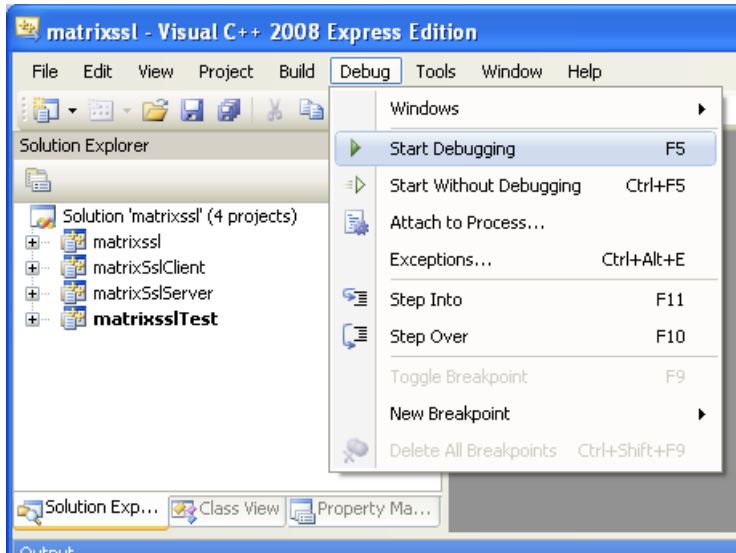 matrixssl - Visual C++ 2008 Express Edition
File Edit View Project Build Debug Tools Window Help
Windows
Solution Explorer
Start Debugging F5
Start Without Debugging Ctrl+F5
Solution 'matrixssl' (4 projects)
Attach to Process...
matrixssl
matrixSslClient
Exceptions... Ctrl+Alt+E
matrixSslServer
Step Into F11
matrixsslTest
Step Over F10
Toggle Breakpoint F9
New Breakpoint
Delete All Breakpoints Ctrl+Shift+F9
Solution Exp... Class View Property Ma...
Output